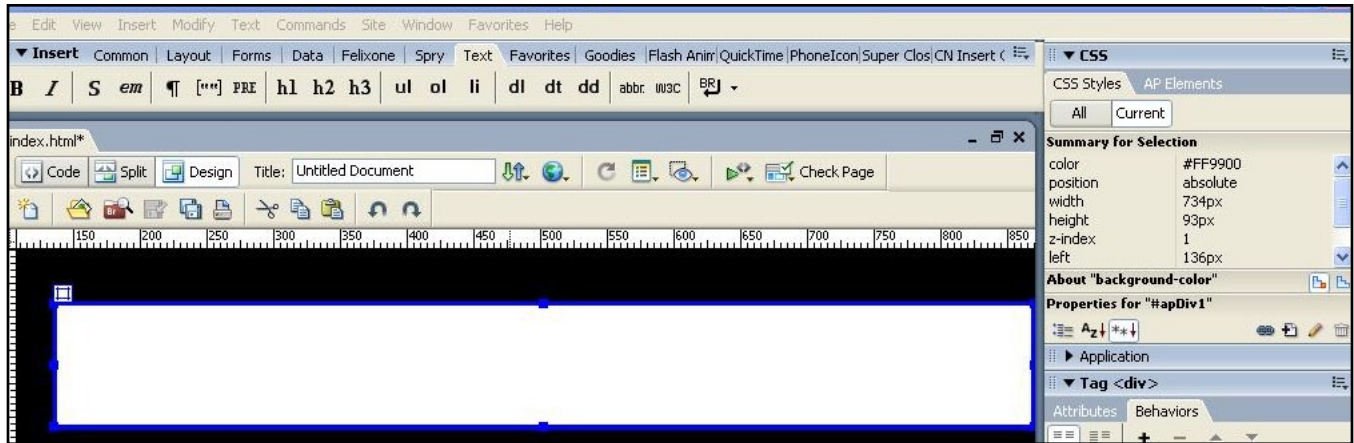 e Edit View Insert Modify Text Commands Site Window Favorites Help
▼ Insert Common Layout Forms Data Felixone Spry Text Favorites Goodies Flash Anim QuickTime PhoneIcon Super Clos CN Insert C
B I S em ¶ [""] PRE h1 h2 h3 ul ol li dl dt dd abbr. W3C BRJ
index.html*
Code Split Design Title: Untitled Document Check Page
150 200 250 300 350 400 450 500 550 600 650 700 750 800 850
▼ CSS
CSS Styles AP Elements
All Current
Summary for Selection
color #FF9900
position absolute
width 734px
height 93px
z-index 1
left 136px
About "background-color"
Properties for "#apDiv1"
AZ↓ **↓
▶ Application
▼ Tag <div>
Attributes Behaviors